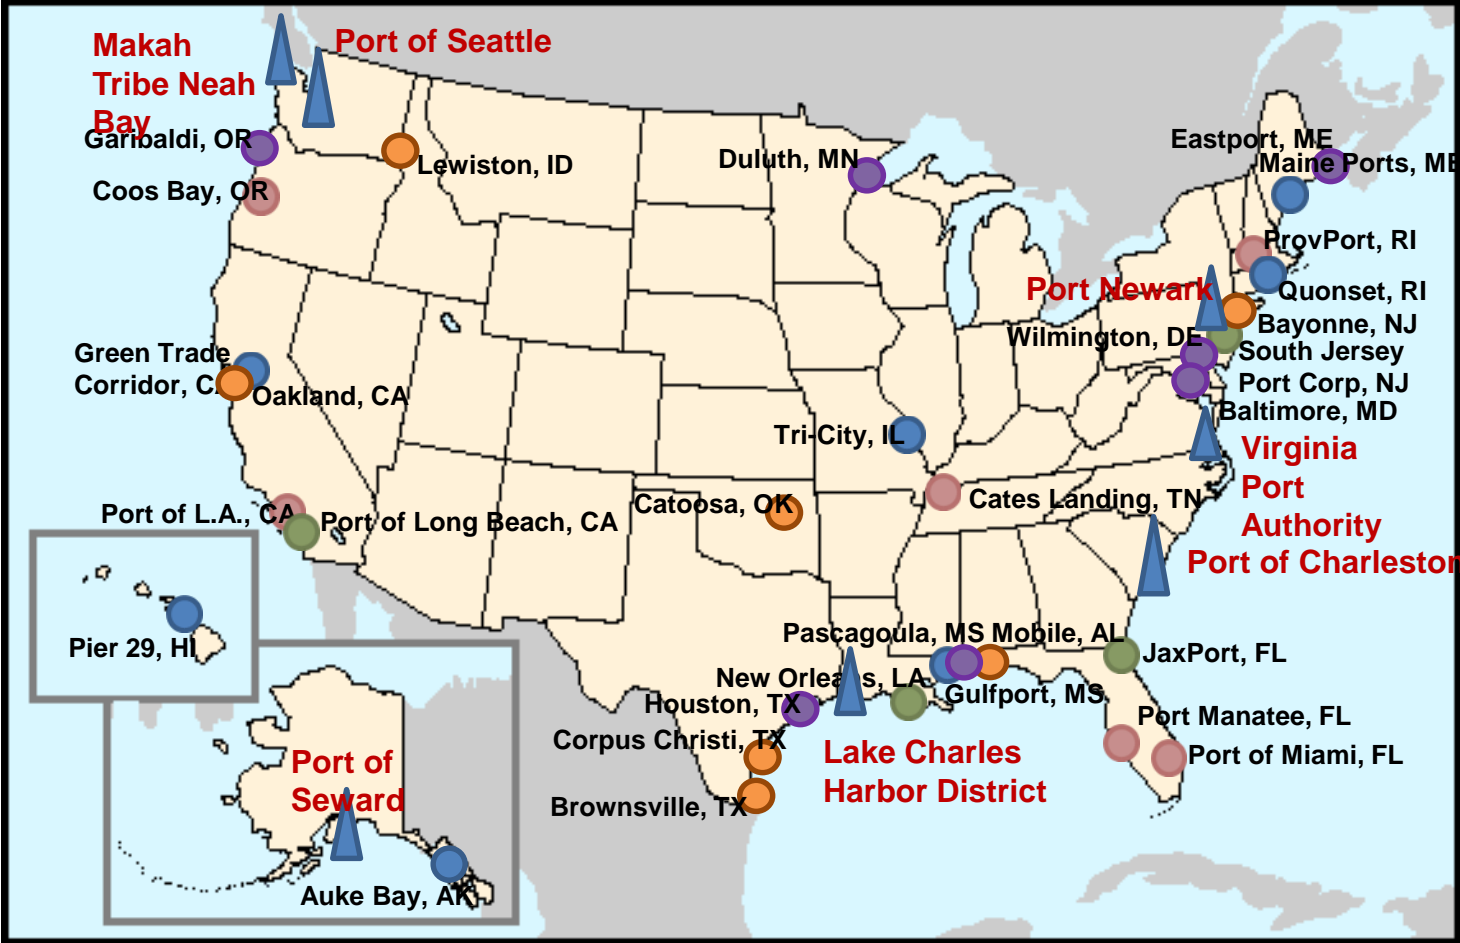 Makah
Tribe Neah
Bay
Port of Seattle
Garibaldi, OR
Lewiston, ID
Coos Bay, OR
Duluth, MN
Eastport, ME
Maine Ports, ME
ProvPort, RI
Quonset, RI
Port Newark
Bayonne, NJ
Wilmington, DE
South Jersey
Port Corp, NJ
Baltimore, MD
Green Trade
Corridor, CA
Oakland, CA
Tri-City, IL
Virginia
Port
Authority
Catoosa, OK
Cates Landing, TN
Port of L.A., CA
Port of Long Beach, CA
Port of Charleston
Pier 29, HI
Pascagoula, MS Mobile, AL
JaxPort, FL
New Orleans, LA
Gulfport, MS
Houston, TX
Port Manatee, FL
Corpus Christi, TX
Lake Charles
Harbor District
Port of Miami, FL
Brownsville, TX
Port of
Seward
Auke Bay, AK